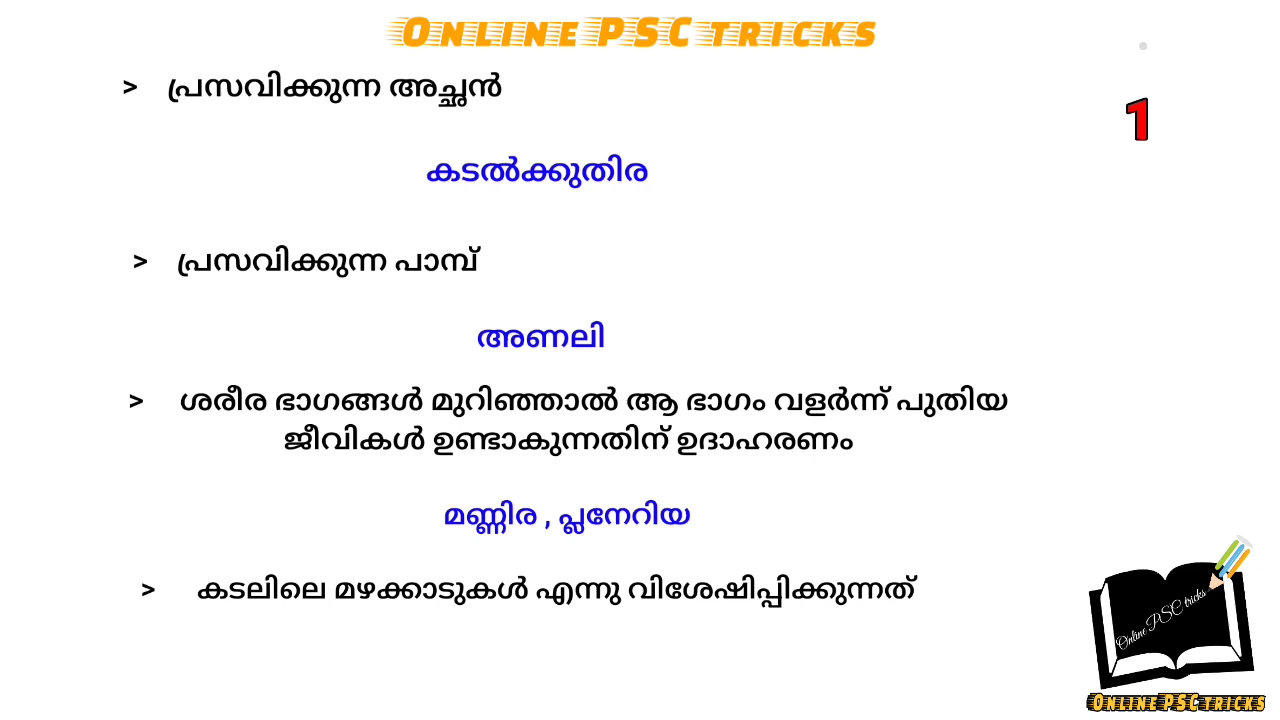 ONLINE PSC TRICKS
> പ്രസവിക്കുന്ന അച്ഛൻ
1
കടൽക്കുതിര
> പ്രസവിക്കുന്ന പാമ്പ്
അണലി
> ശരീര ഭാഗങ്ങൾ മുറിഞ്ഞാൽ ആ ഭാഗം വളർന്ന് പുതിയ
ജീവികൾ ഉണ്ടാകുന്നതിന് ഉദാഹരണം
മണ്ണിര , പ്ലനേറിയ
> കടലിലെ മഴക്കാടുകൾ എന്നു വിശേഷിപ്പിക്കുന്നത്
Online PSC tricks
ONLINE PSC TRICKS